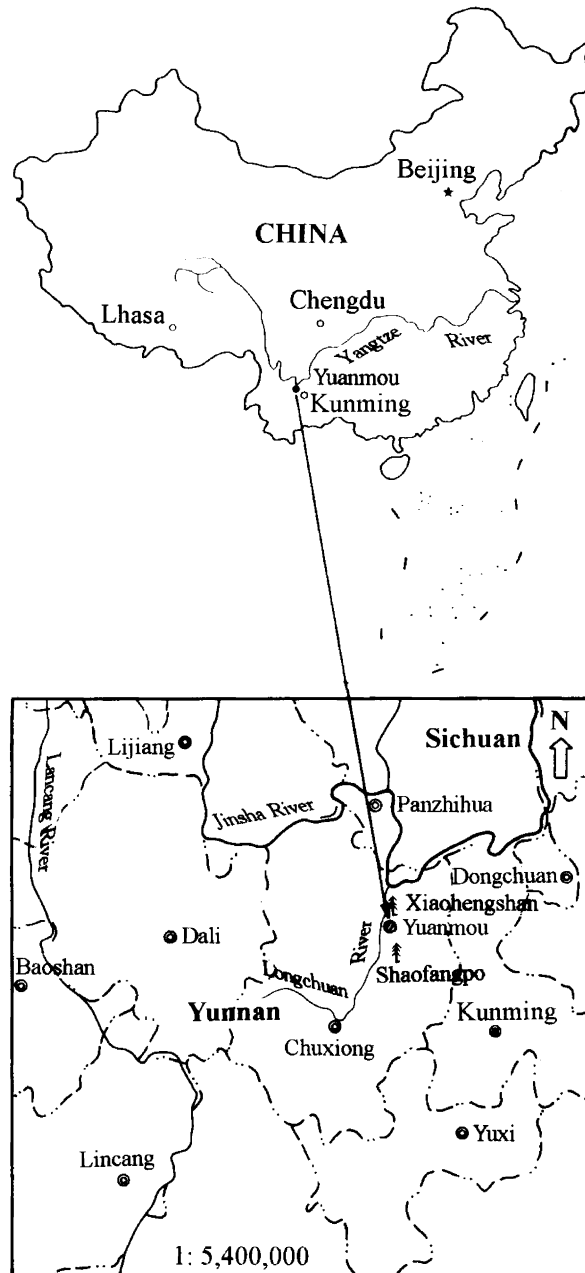 Beijing
CHINA
Chengdu
Lhasa
Yangtze River
Yuanmou
Kunming
N
Sichuan
Lijiang
Lancang River
Jinsha River
Panzhihua
Dongchuan
Xiaohengshan
Yuanmou
Dali
River
Shaofangpo
Baoshan
Longchuan
Yunnan
Kunming
Chuxiong
Yuxi
Lincang
1: 5,400,000